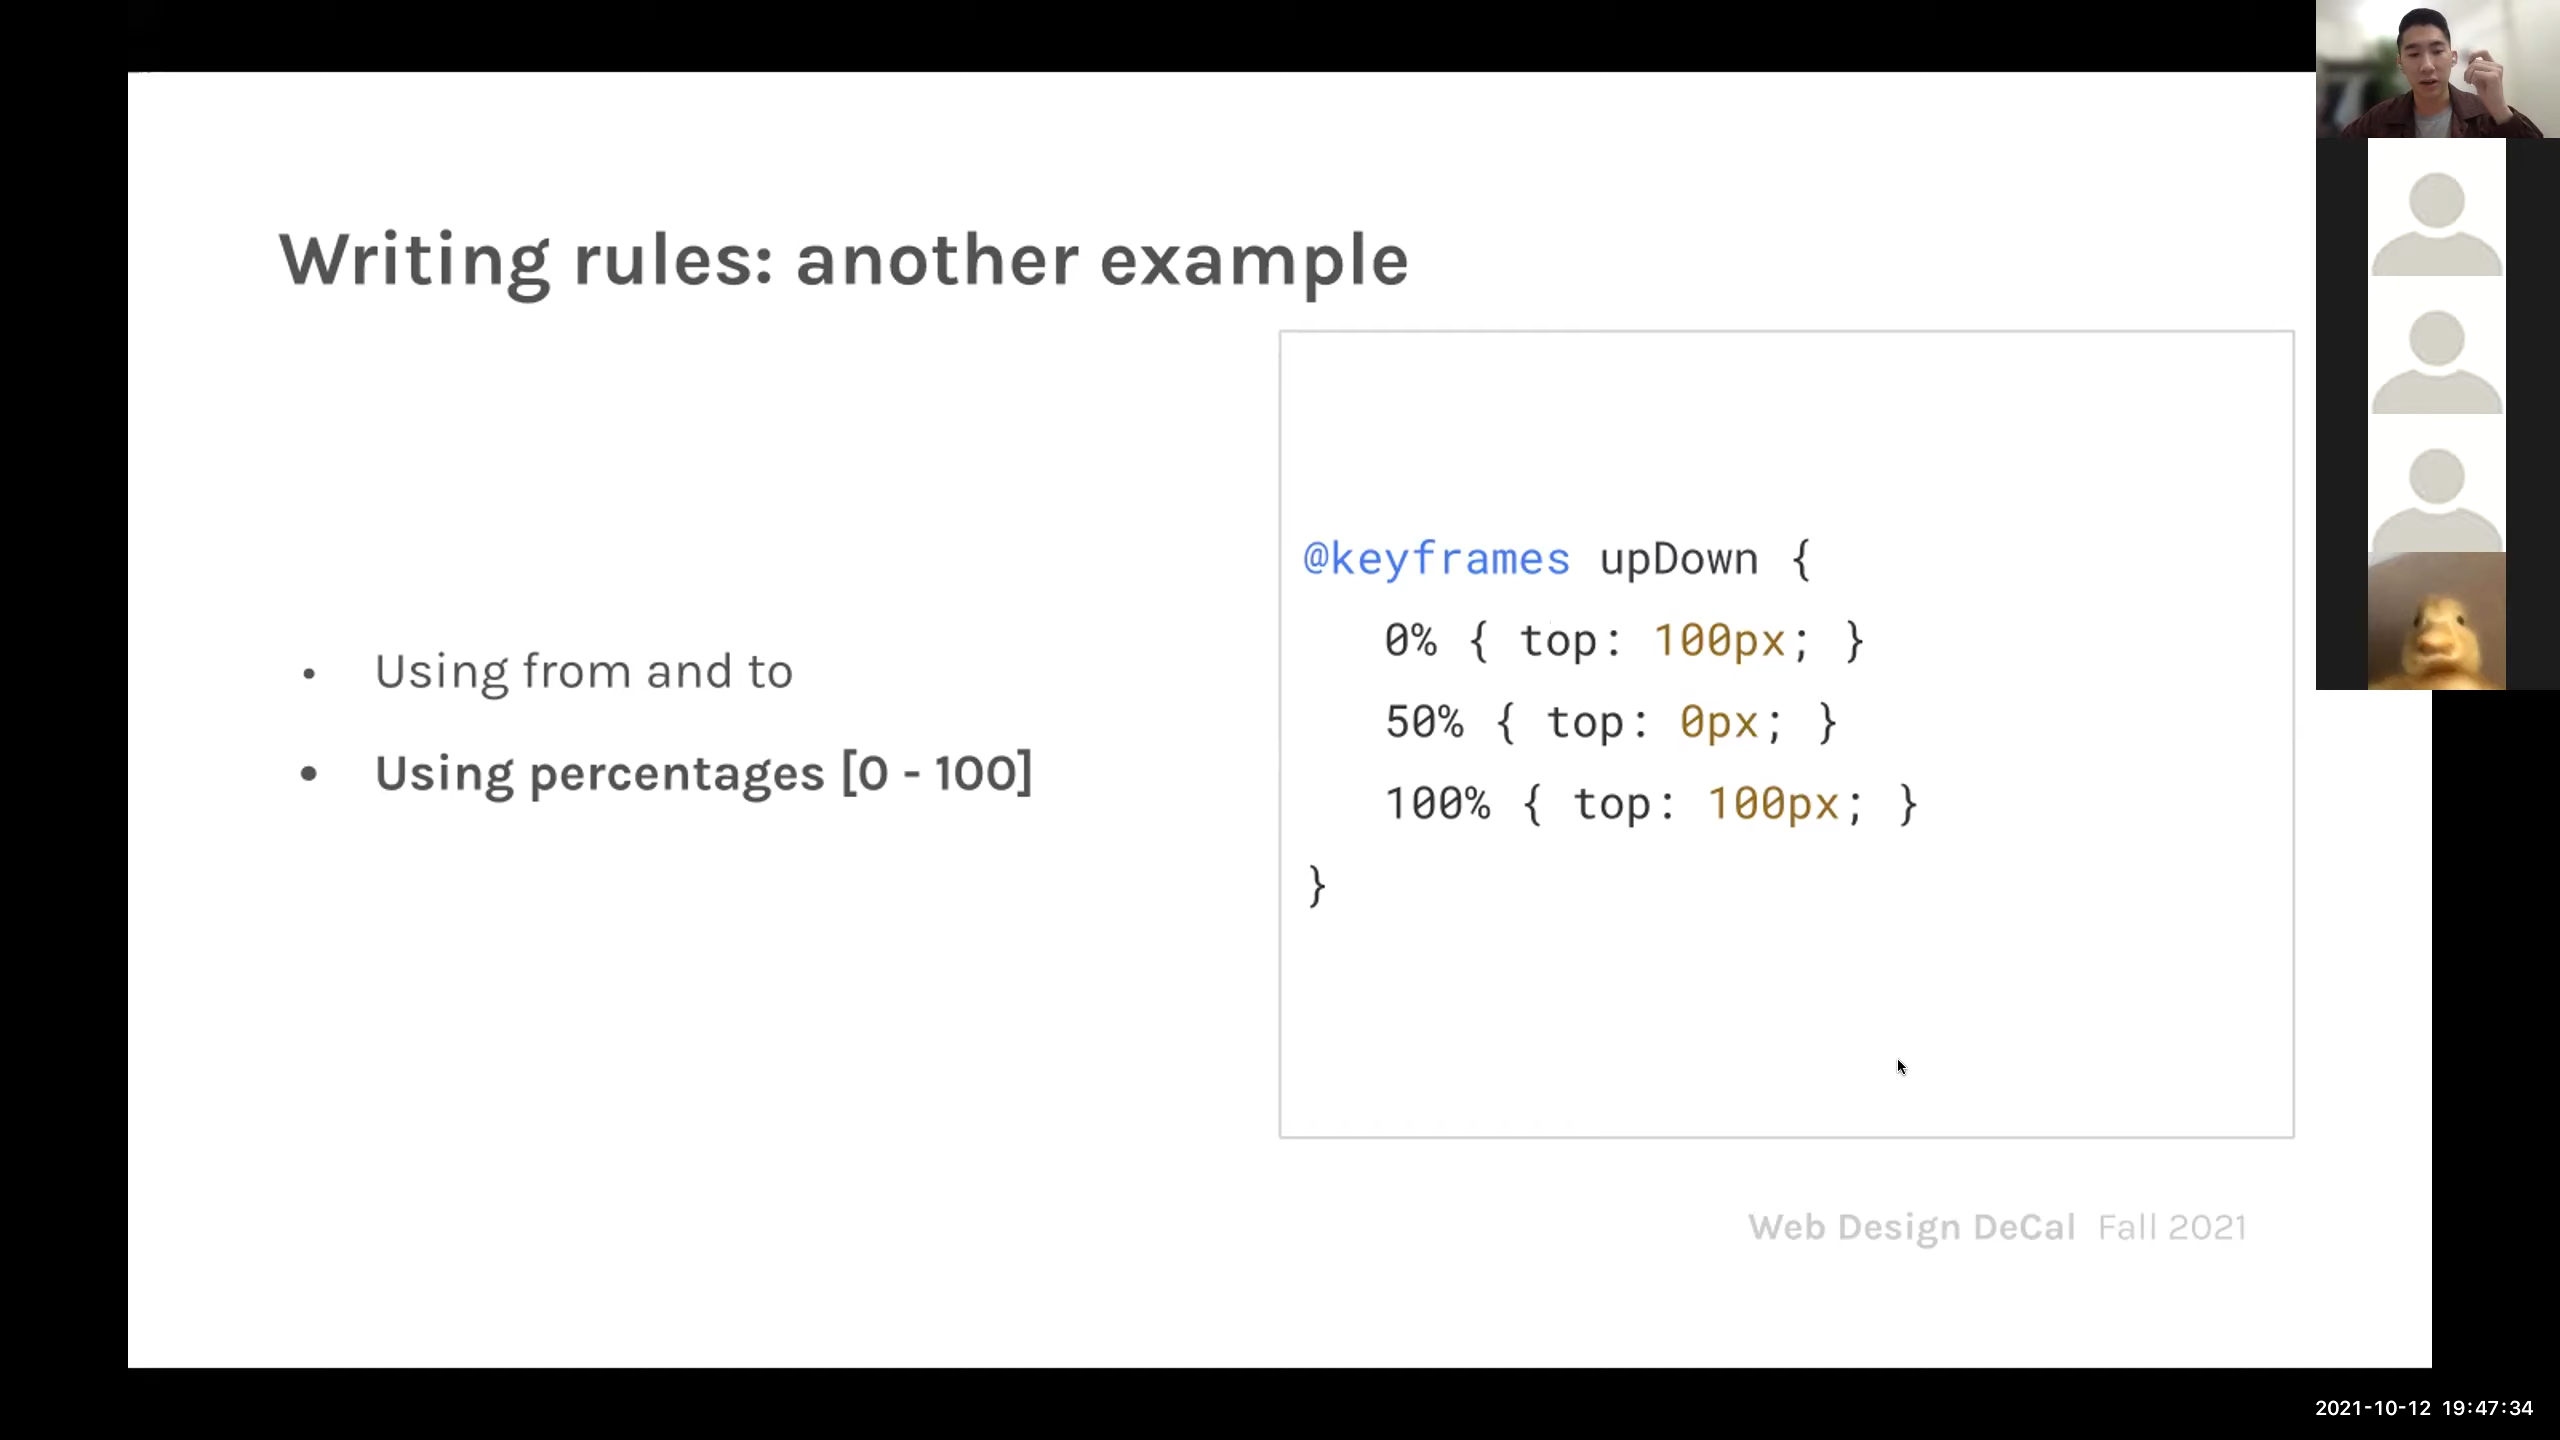 Writing rules: another example
• Using from and to
• Using percentages [0 - 100]
@keyframes upDown {
0% { top: 100px; }
50% { top: 0px; }
100% { top: 100px; }
}
Web Design DeCal Fall 2021
2021-10-12 19:47:34